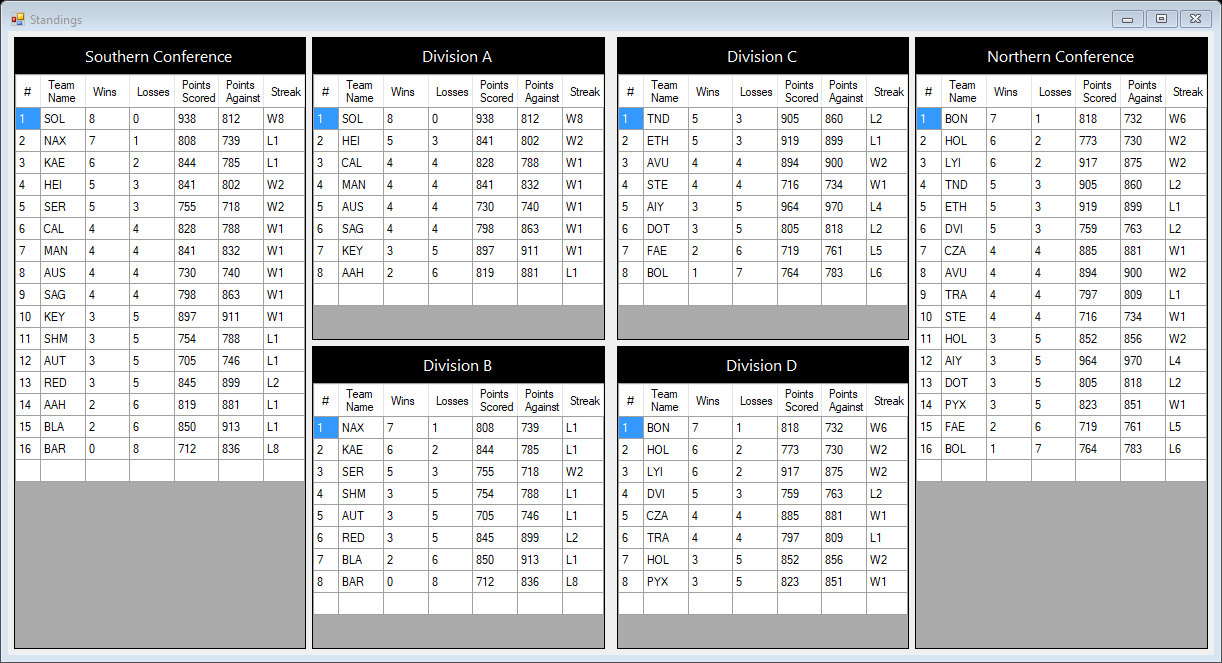 Standings
Southern Conference
# Team Name Wins Losses Points Scored Points Against Streak
1 SOL 8 0 938 812 W8
2 NAX 7 1 808 739 L1
3 KAE 6 2 844 785 L1
4 HEI 5 3 841 802 W2
5 SER 5 3 755 718 W2
6 CAL 4 4 828 788 W1
7 MAN 4 4 841 832 W1
8 AUS 4 4 730 740 W1
9 SAG 4 4 798 863 W1
10 KEY 3 5 897 911 W1
11 SHM 3 5 754 788 L1
12 AUT 3 5 705 746 L1
13 RED 3 5 845 899 L2
14 AAH 2 6 819 881 L1
15 BLA 2 6 850 913 L1
16 BAR 0 8 712 836 L8
Division A
# Team Name Wins Losses Points Scored Points Against Streak
1 SOL 8 0 938 812 W8
2 HEI 5 3 841 802 W2
3 CAL 4 4 828 788 W1
4 MAN 4 4 841 832 W1
5 AUS 4 4 730 740 W1
6 SAG 4 4 798 863 W1
7 KEY 3 5 897 911 W1
8 AAH 2 6 819 881 L1
Division B
# Team Name Wins Losses Points Scored Points Against Streak
1 NAX 7 1 808 739 L1
2 KAE 6 2 844 785 L1
3 SER 5 3 755 718 W2
4 SHM 3 5 754 788 L1
5 AUT 3 5 705 746 L1
6 RED 3 5 845 899 L2
7 BLA 2 6 850 913 L1
8 BAR 0 8 712 836 L8
Division C
# Team Name Wins Losses Points Scored Points Against Streak
1 TND 5 3 905 860 L2
2 ETH 5 3 919 899 L1
3 AVU 4 4 894 900 W2
4 STE 4 4 716 734 W1
5 AIY 3 5 964 970 L4
6 DOT 3 5 805 818 L2
7 FAE 2 6 719 761 L5
8 BOL 1 7 764 783 L6
Division D
# Team Name Wins Losses Points Scored Points Against Streak
1 BON 7 1 818 732 W6
2 HOL 6 2 773 730 W2
3 LYI 6 2 917 875 W2
4 DVI 5 3 759 763 L2
5 CZA 4 4 885 881 W1
6 TRA 4 4 797 809 L1
7 HOL 3 5 852 856 W2
8 PYX 3 5 823 851 W1
Northern Conference
# Team Name Wins Losses Points Scored Points Against Streak
1 BON 7 1 818 732 W6
2 HOL 6 2 773 730 W2
3 LYI 6 2 917 875 W2
4 TND 5 3 905 860 L2
5 ETH 5 3 919 899 L1
6 DVI 5 3 759 763 L2
7 CZA 4 4 885 881 W1
8 AVU 4 4 894 900 W2
9 TRA 4 4 797 809 L1
10 STE 4 4 716 734 W1
11 HOL 3 5 852 856 W2
12 AIY 3 5 964 970 L4
13 DOT 3 5 805 818 L2
14 PYX 3 5 823 851 W1
15 FAE 2 6 719 761 L5
16 BOL 1 7 764 783 L6